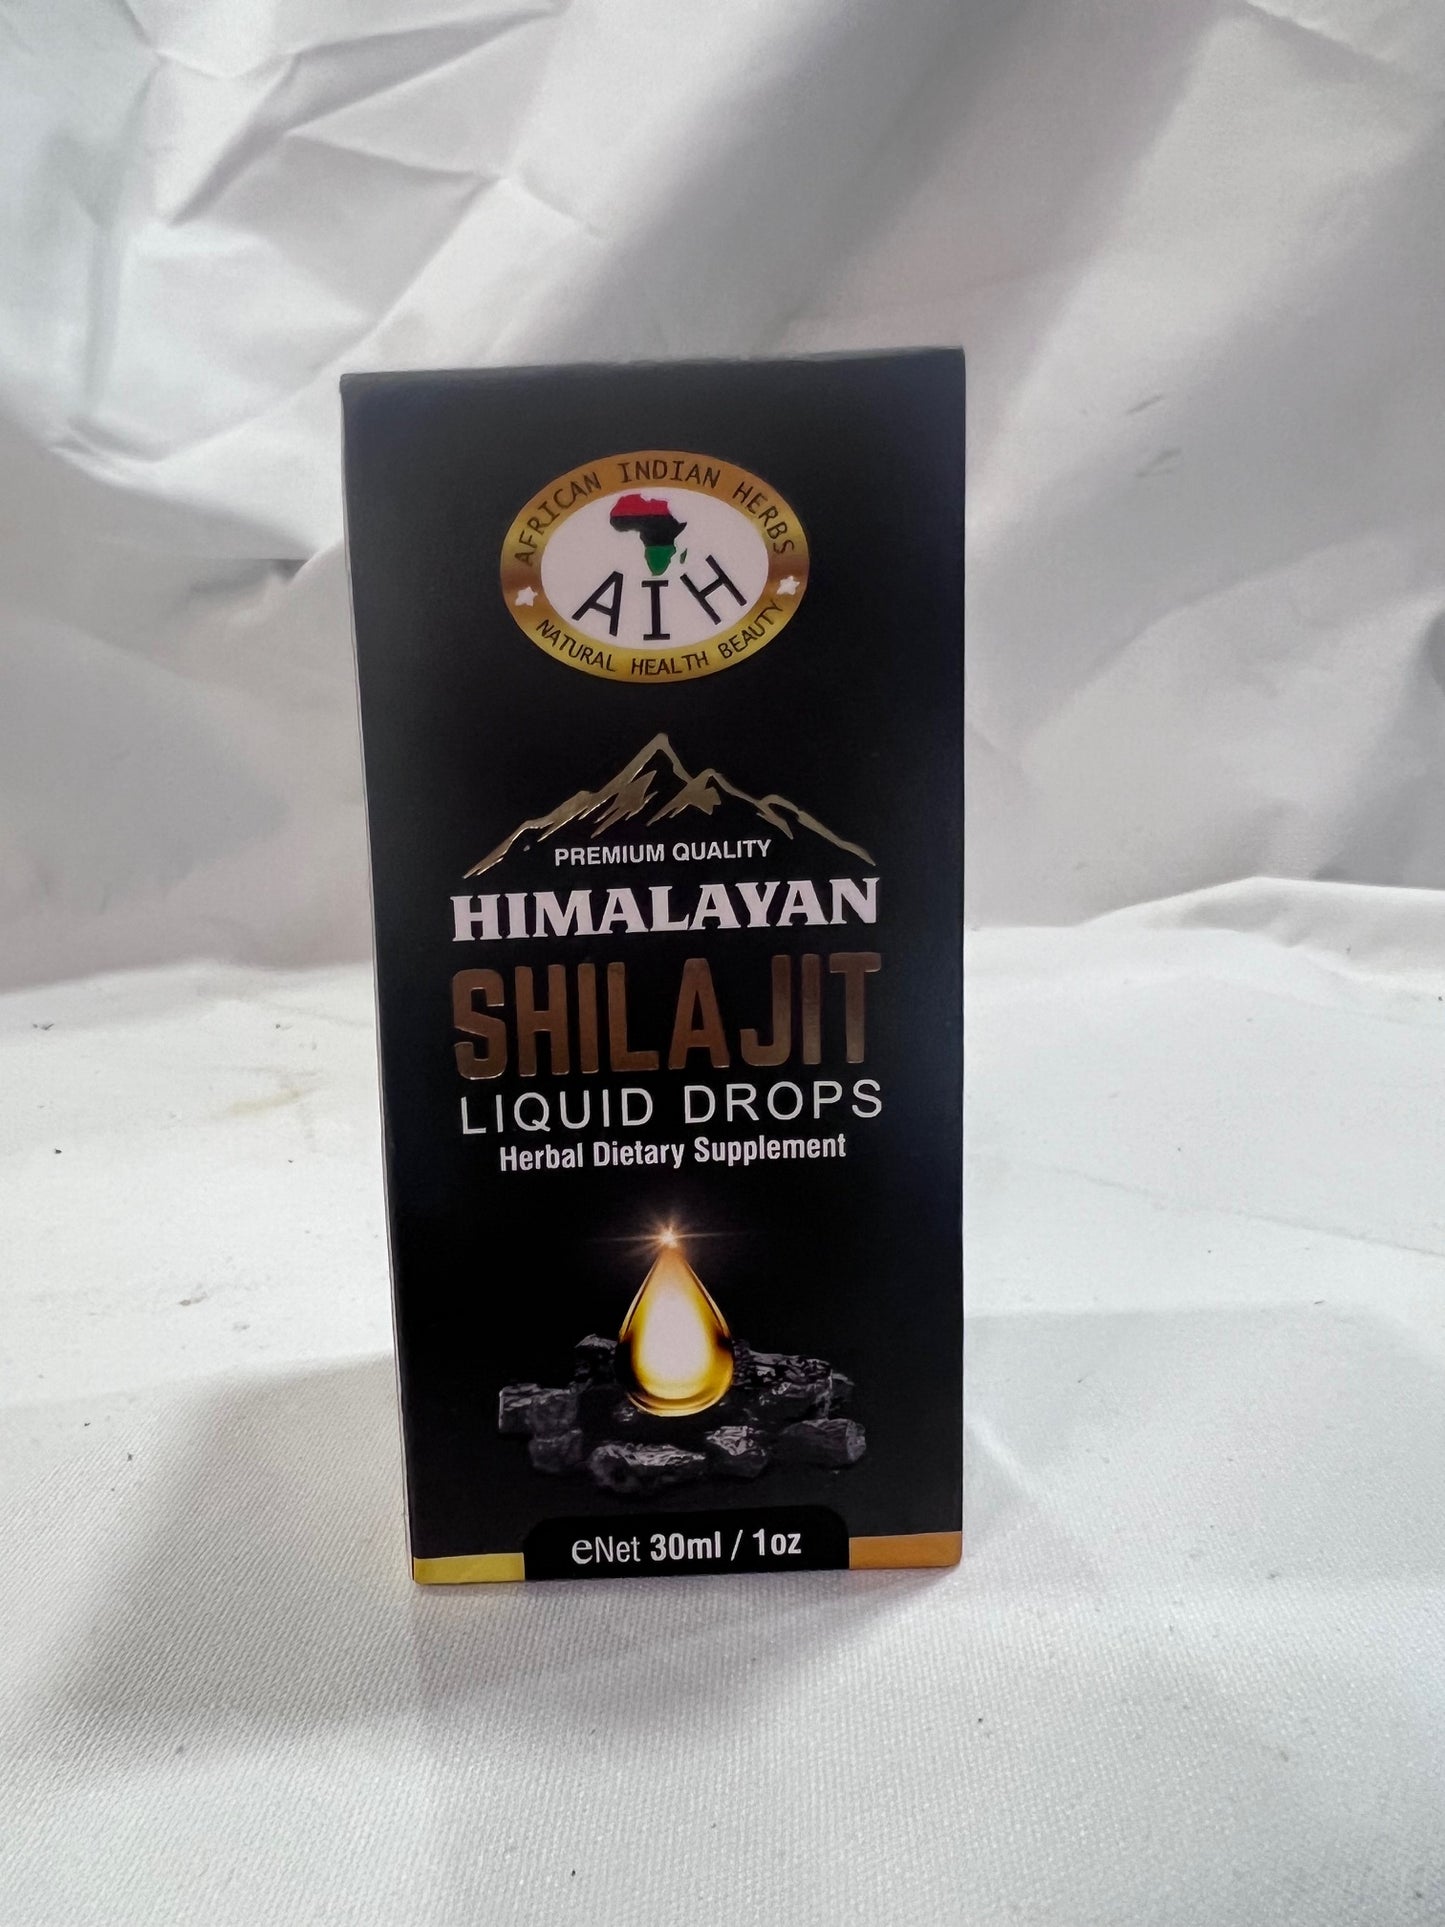 AFRICAN INDIAN HERBS
AIH
NATURAL HEALTH BEAUTY
PREMIUM QUALITY
HIMALAYAN
SHILAJIT
LIQUID DROPS
Herbal Dietary Supplement
eNet 30ml / 1oz